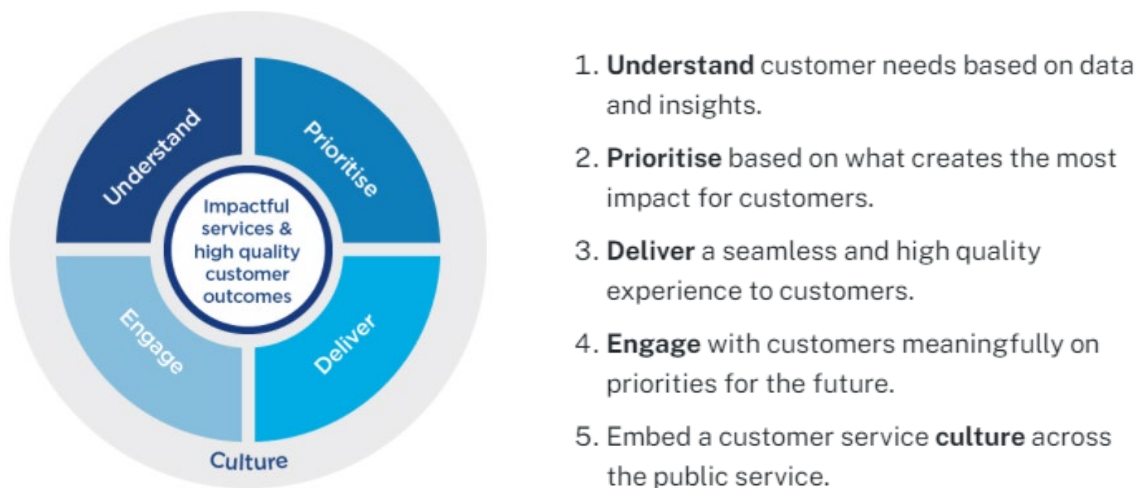 Understand
Prioritise
Impactful
services &
high quality
customer
outcomes
Engage
Deliver
Culture
1. Understand customer needs based on data
and insights.
2. Prioritise based on what creates the most
impact for customers.
3. Deliver a seamless and high quality
experience to customers.
4. Engage with customers meaningfully on
priorities for the future.
5. Embed a customer service culture across
the public service.